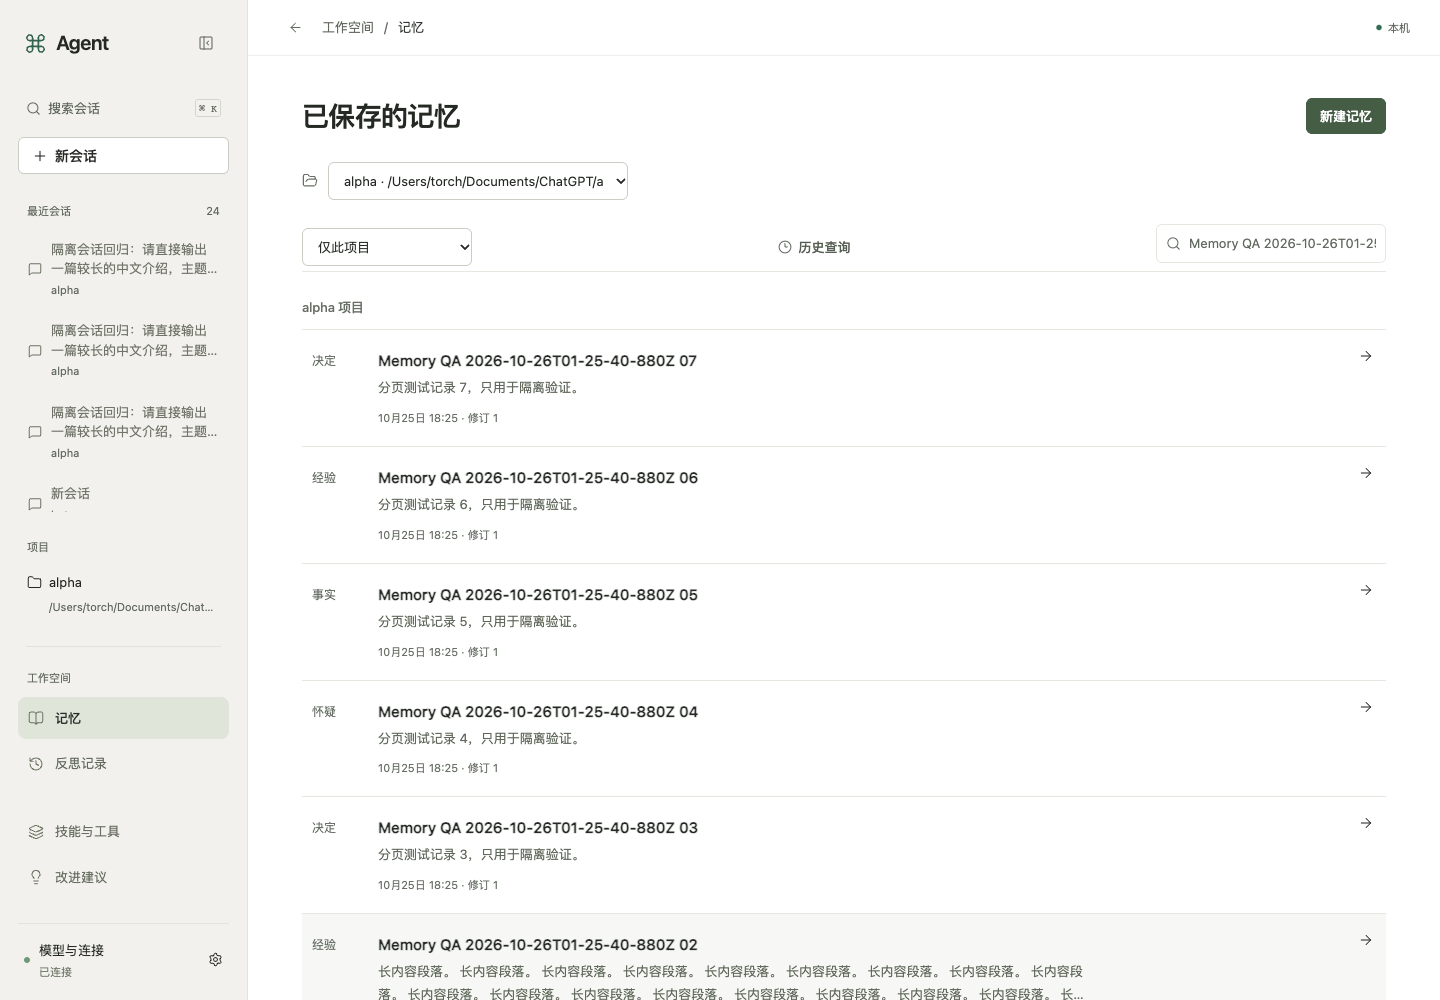 Agent
搜索会话
⌘ K
新会话
最近会话 24
隔离会话回归：请直接输出
一篇较长的中文介绍，主题...
alpha
隔离会话回归：请直接输出
一篇较长的中文介绍，主题...
alpha
隔离会话回归：请直接输出
一篇较长的中文介绍，主题...
alpha
新会话
项目
alpha
/Users/torch/Documents/Chat...
工作空间
记忆
反思记录
技能与工具
改进建议
模型与连接
已连接
工作空间 / 记忆
本机
已保存的记忆
新建记忆
alpha · /Users/torch/Documents/ChatGPT/a
仅此项目
历史查询
Memory QA 2026-10-26T01-2
alpha 项目
决定
Memory QA 2026-10-26T01-25-40-880Z 07
分页测试记录 7，只用于隔离验证。
10月25日 18:25 · 修订 1
经验
Memory QA 2026-10-26T01-25-40-880Z 06
分页测试记录 6，只用于隔离验证。
10月25日 18:25 · 修订 1
事实
Memory QA 2026-10-26T01-25-40-880Z 05
分页测试记录 5，只用于隔离验证。
10月25日 18:25 · 修订 1
怀疑
Memory QA 2026-10-26T01-25-40-880Z 04
分页测试记录 4，只用于隔离验证。
10月25日 18:25 · 修订 1
决定
Memory QA 2026-10-26T01-25-40-880Z 03
分页测试记录 3，只用于隔离验证。
10月25日 18:25 · 修订 1
经验
Memory QA 2026-10-26T01-25-40-880Z 02
长内容段落。 长内容段落。 长内容段落。 长内容段落。 长内容段落。 长内容段落。 长内容段落。 长内容段落。 长内容段
落。 长内容段落。 长内容段落。 长内容段落。 长内容段落。 长内容段落。 长内容段落。 长内容段落。 长内容段落。 长...